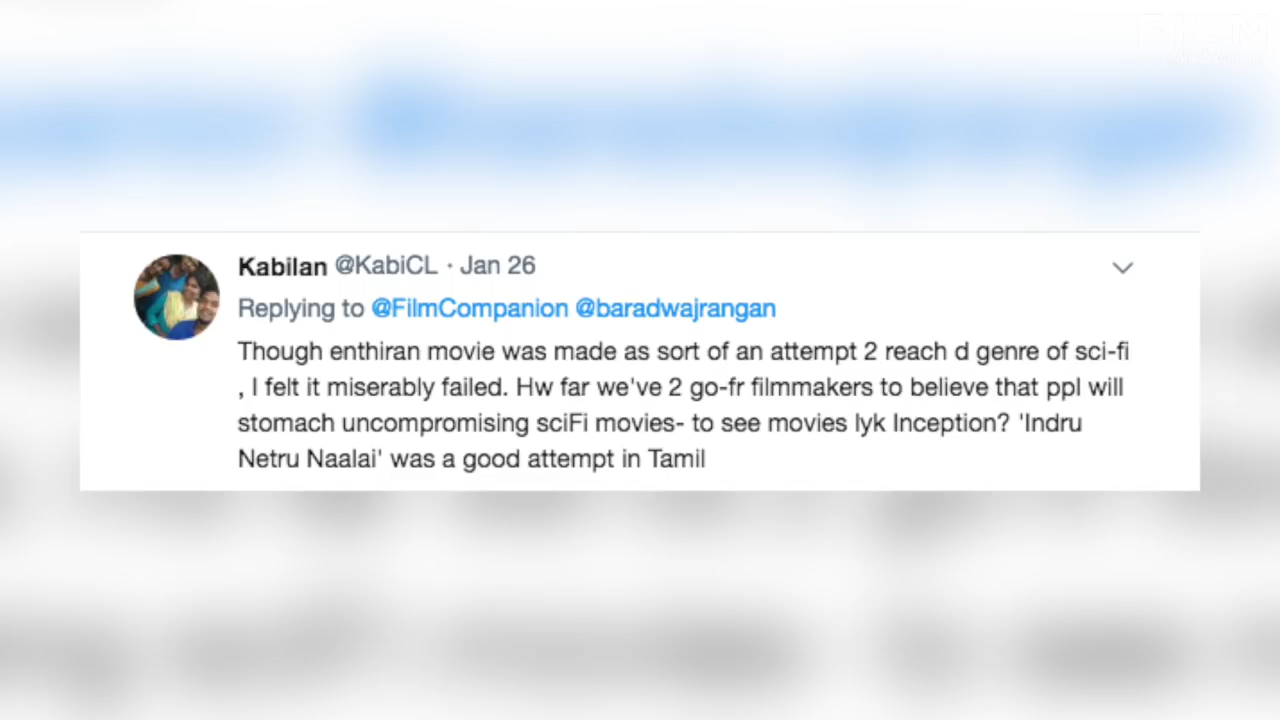 FILM
Kabilan @KabiCL · Jan 26
Replying to @FilmCompanion @baradwajrangan
Though enthiran movie was made as sort of an attempt 2 reach d genre of sci-fi
, I felt it miserably failed. Hw far we've 2 go-fr filmmakers to believe that ppl will
stomach uncompromising sciFi movies- to see movies lyk Inception? 'Indru
Netru Naalai' was a good attempt in Tamil